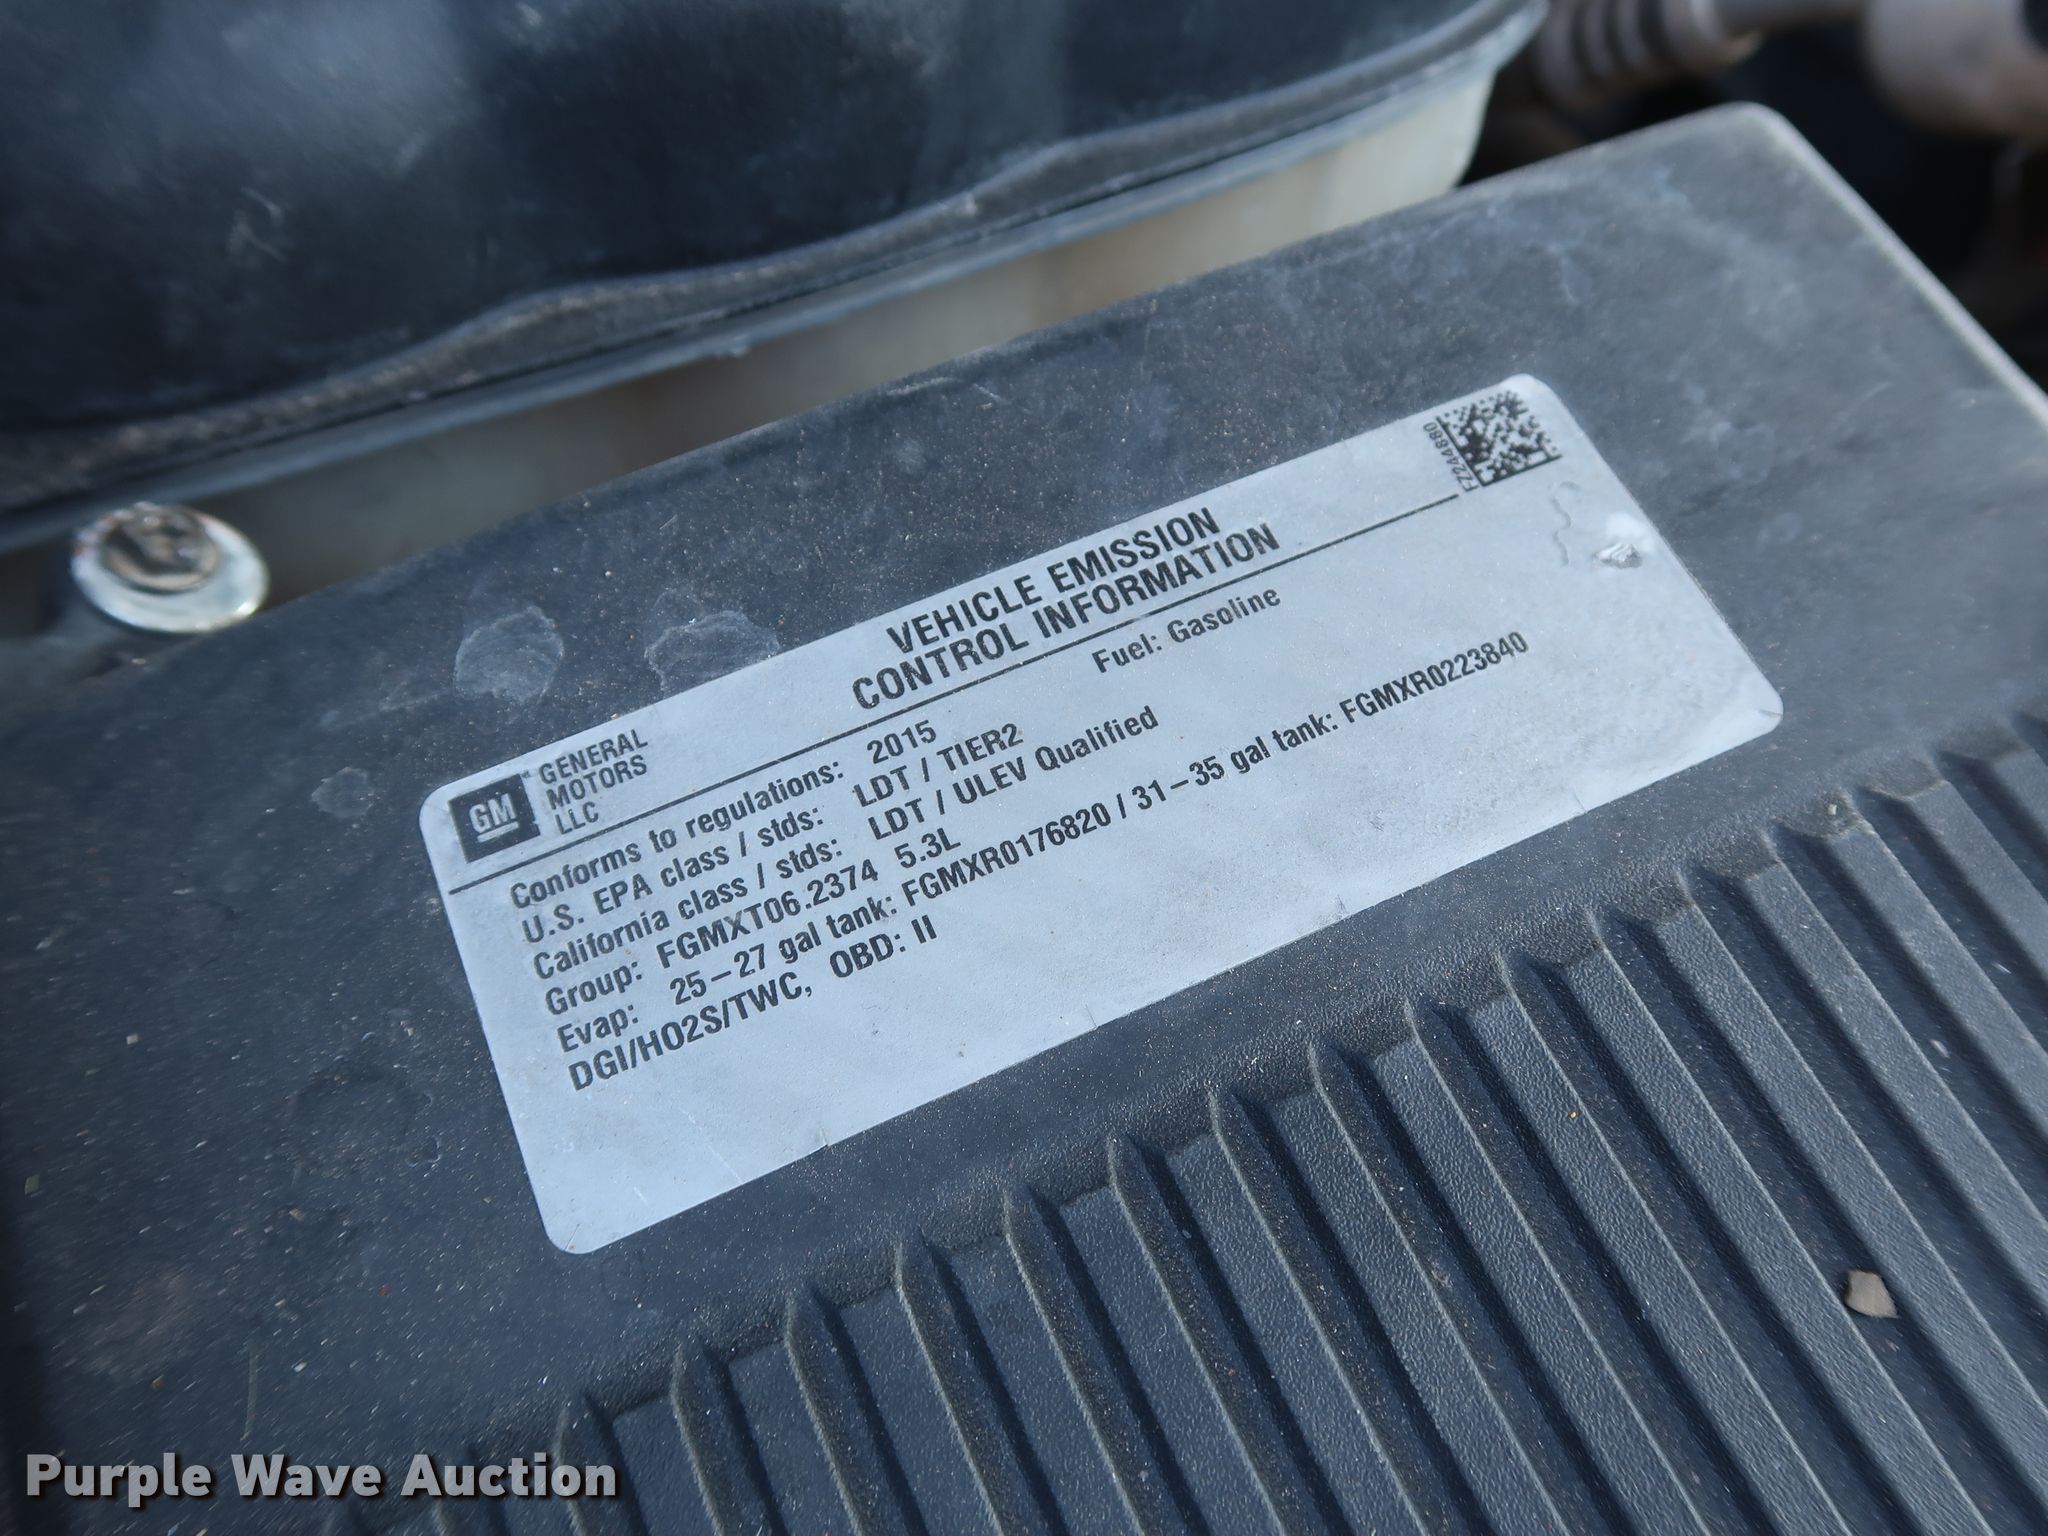 FZ244680
VEHICLE EMISSION
CONTROL INFORMATION
GM
GENERAL
MOTORS
LLC
Fuel: Gasoline
Conforms to regulations: 2015
U.S. EPA class / stds: LDT / TIER2
California class / stds: LDT / ULEV Qualified
Group: FGMXT06.2374 5.3L
Evap: 25–27 gal tank: FGMXR0176820 / 31–35 gal tank: FGMXR0223840
DGI/HO2S/TWC, OBD: II
Purple Wave Auction